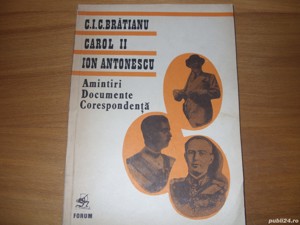 C.I.C.BRĂTIANU
CAROL II
ION ANTONESCU
Amintiri
Documente
Corespondență
FORUM
publi24.ro